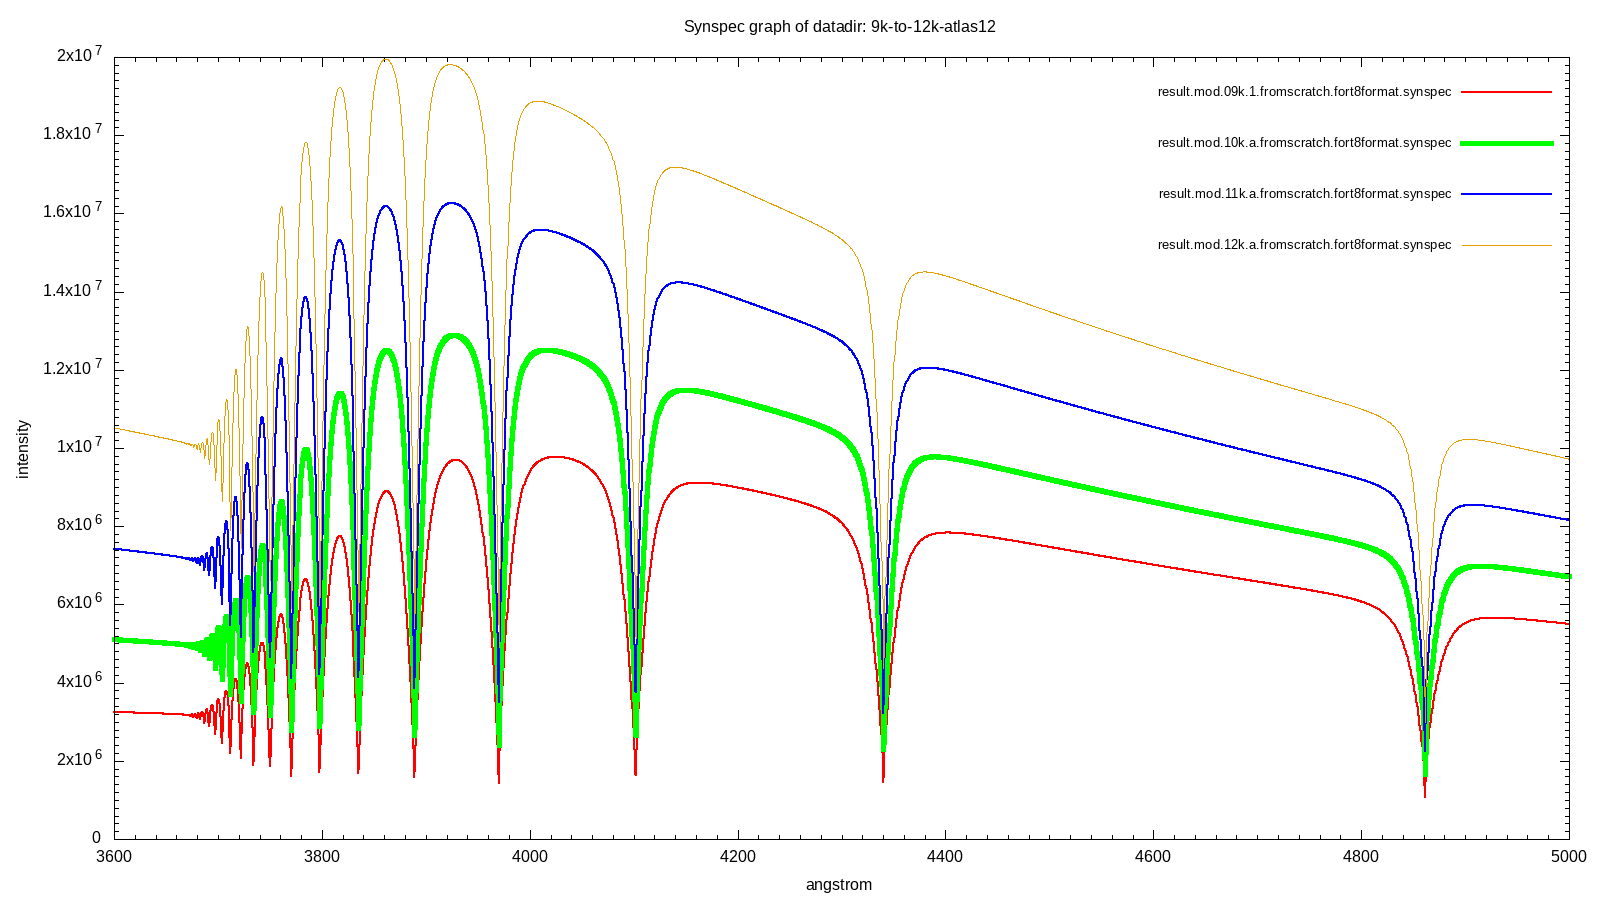 Synspec graph of datadir: 9k-to-12k-atlas12
result.mod.09k.1.fromscratch.fort8format.synspec
result.mod.10k.a.fromscratch.fort8format.synspec
result.mod.11k.a.fromscratch.fort8format.synspec
result.mod.12k.a.fromscratch.fort8format.synspec
2x10^7
1.8x10^7
1.6x10^7
1.4x10^7
1.2x10^7
1x10^7
8x10^6
6x10^6
4x10^6
2x10^6
0
intensity
3600 3800 4000 4200 4400 4600 4800 5000
angstrom